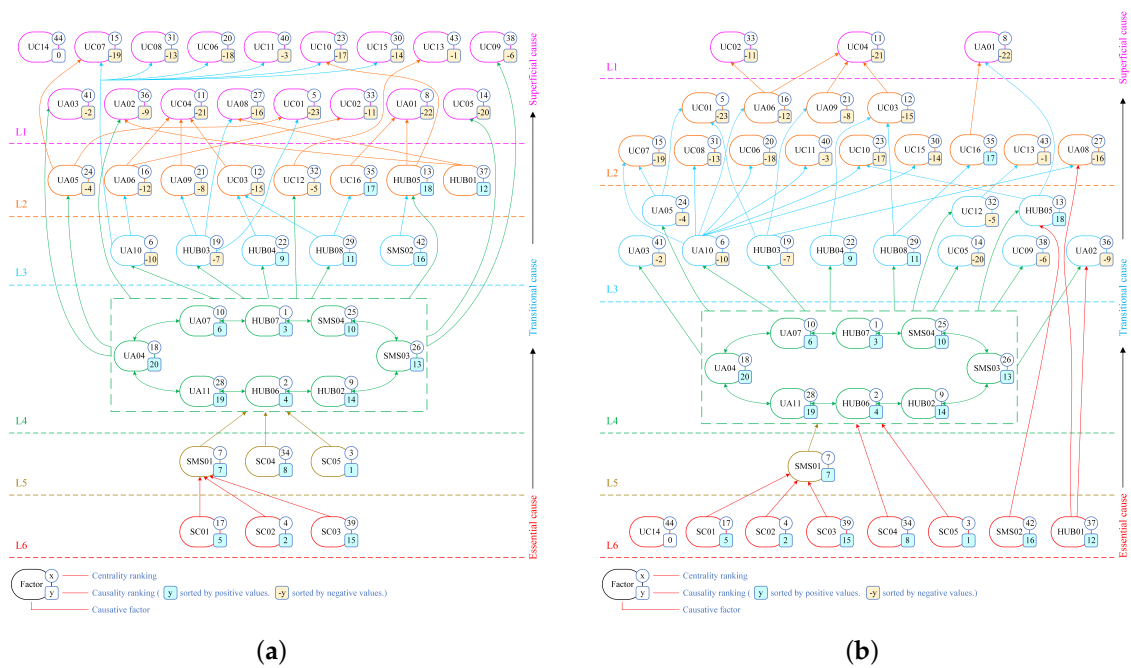 UC14 44 0 UC07 15 -19 UC08 31 -13 UC06 20 -18 UC11 40 -3 UC10 23 -17 UC15 30 -14 UC13 43 -1 UC09 38 -6
UA03 41 -2 UA02 36 -9 UC04 11 -21 UA08 27 -16 UC01 5 -23 UC02 33 -11 UA01 8 -22 UC05 14 -20
L1
UA05 24 -4 UA06 16 -12 UA09 21 -8 UC03 12 -15 UC12 32 -5 UC16 35 17 HUB05 13 18 HUB01 37 12
L2
UA10 6 -10 HUB03 19 -7 HUB04 22 9 HUB08 29 11 SMS02 42 16
L3
UA07 10 6 HUB07 1 3 SMS04 25 10
UA04 18 20 SMS03 26 13
UA11 28 19 HUB06 2 4 HUB02 9 14
L4
SMS01 7 7 SC04 34 8 SC05 3 1
L5
SC01 17 5 SC02 4 2 SC03 39 15
L6
Superficial cause
Transitional cause
Essential cause
Factor x y
Centrality ranking
Causality ranking ( y sorted by positive values. -y sorted by negative values.)
Causative factor
(a)
UC02 33 -11 UC04 11 -21 UA01 8 -22
L1
UC01 5 -23 UA06 16 -12 UA09 21 -8 UC03 12 -15
UC07 15 -19 UC08 31 -13 UC06 20 -18 UC11 40 -3 UC10 23 -17 UC15 30 -14 UC16 35 17 UC13 43 -1 UA08 27 -16
L2
UA05 24 -4 UC12 32 -5 HUB05 13 18
UA03 41 -2 UA10 6 -10 HUB03 19 -7 HUB04 22 9 HUB08 29 11 UC05 14 -20 UC09 38 -6 UA02 36 -9
L3
UA07 10 6 HUB07 1 3 SMS04 25 10
UA04 18 20 SMS03 26 13
UA11 28 19 HUB06 2 4 HUB02 9 14
L4
SMS01 7 7
L5
UC14 44 0 SC01 17 5 SC02 4 2 SC03 39 15 SC04 34 8 SC05 3 1 SMS02 42 16 HUB01 37 12
L6
Superficial cause
Transitional cause
Essential cause
Factor x y
Centrality ranking
Causality ranking ( y sorted by positive values. -y sorted by negative values.)
Causative factor
(b)